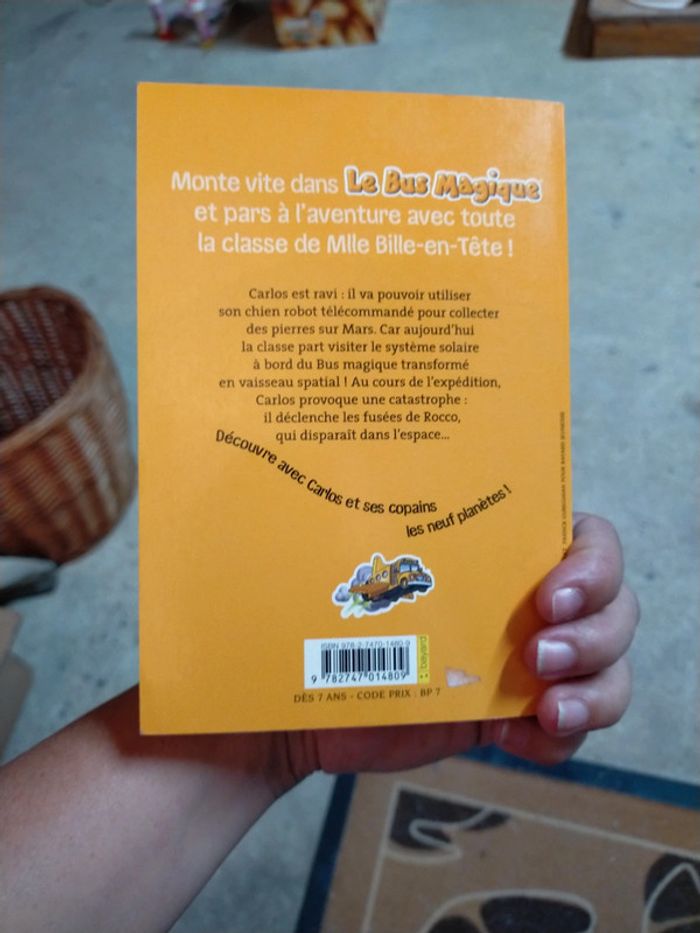 Monte vite dans Le Bus Magique
et pars à l'aventure avec toute
la classe de Mlle Bille-en-Tête !
Carlos est ravi : il va pouvoir utiliser
son chien robot télécommandé pour collecter
des pierres sur Mars. Car aujourd'hui
la classe part visiter le système solaire
à bord du Bus magique transformé
en vaisseau spatial ! Au cours de l'expédition,
Carlos provoque une catastrophe :
il déclenche les fusées de Rocco,
qui disparaît dans l'espace...
Découvre avec Carlos et ses copains
les neuf planètes !
ISBN 978-2-7470-1480-9
bayard
9 782747 014809
DÈS 7 ANS - CODE PRIX : BP 7
POUR BAYARD JEUNESSE